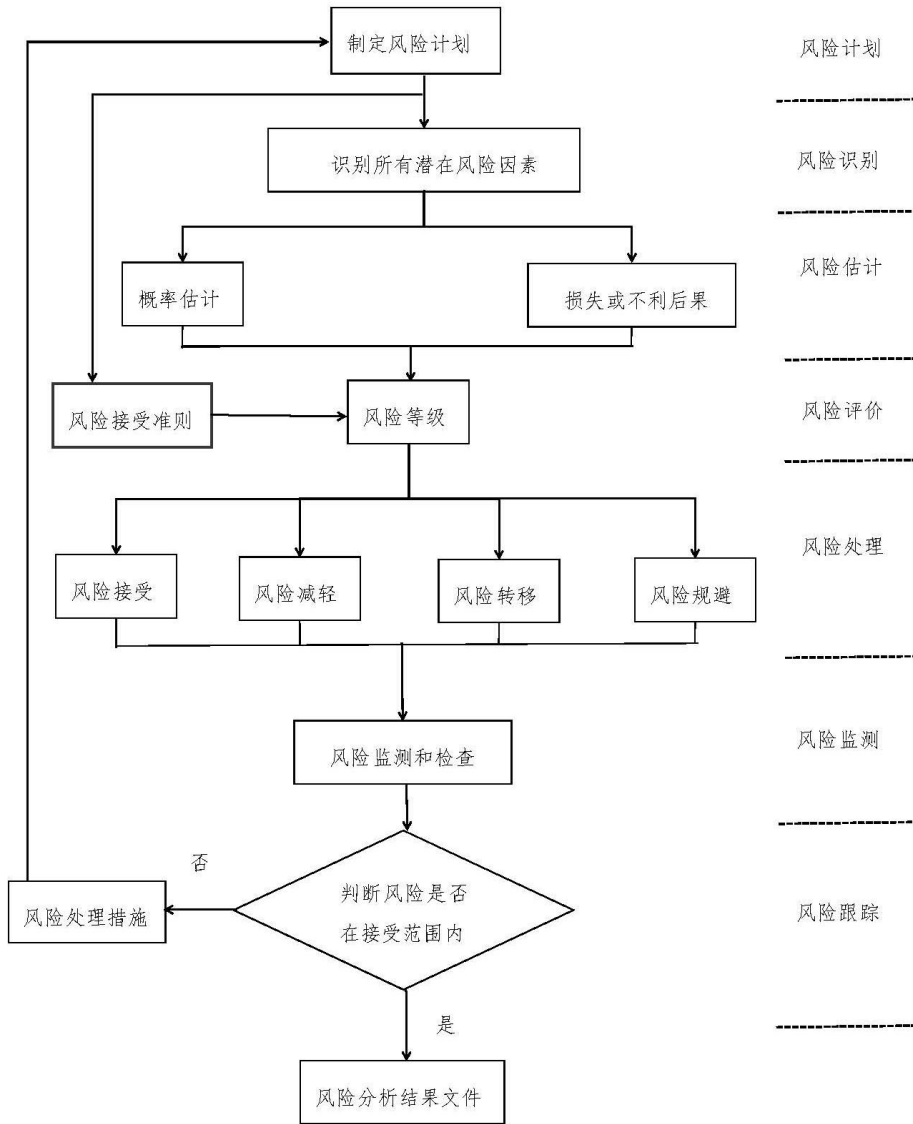 制定风险计划
风险计划
识别所有潜在风险因素
风险识别
概率估计
损失或不利后果
风险估计
风险接受准则
风险等级
风险评价
风险接受
风险减轻
风险转移
风险规避
风险处理
风险监测和检查
风险监测
否
判断风险是否
在接受范围内
风险处理措施
风险跟踪
是
风险分析结果文件